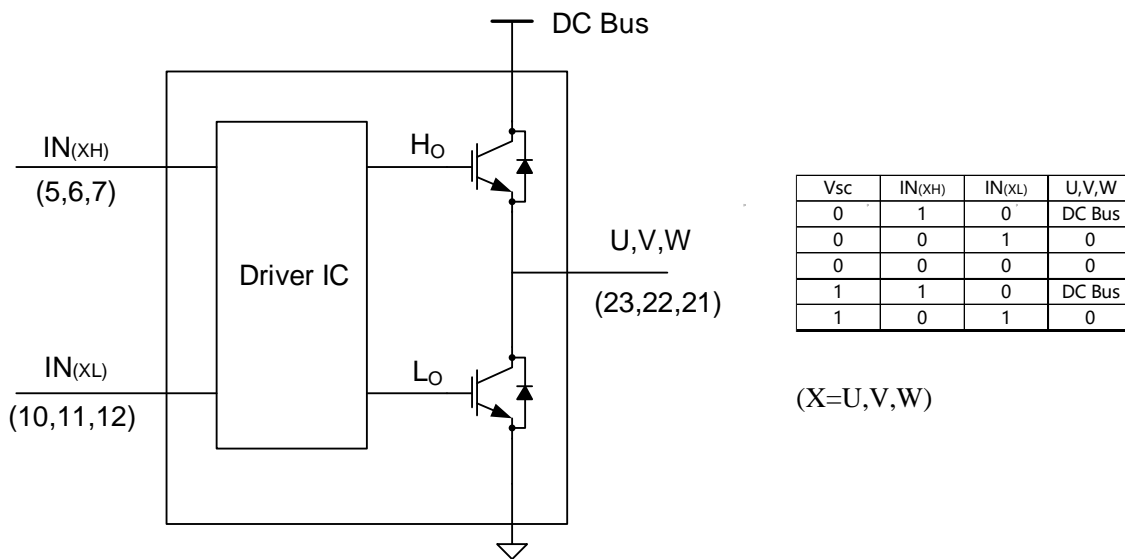 DC Bus
IN(XH)
(5,6,7)
HO
Driver IC
U,V,W
(23,22,21)
IN(XL)
(10,11,12)
LO
Vsc IN(XH) IN(XL) U,V,W
0 1 0 DC Bus
0 0 1 0
0 0 0 0
1 1 0 DC Bus
1 0 1 0
(X=U,V,W)